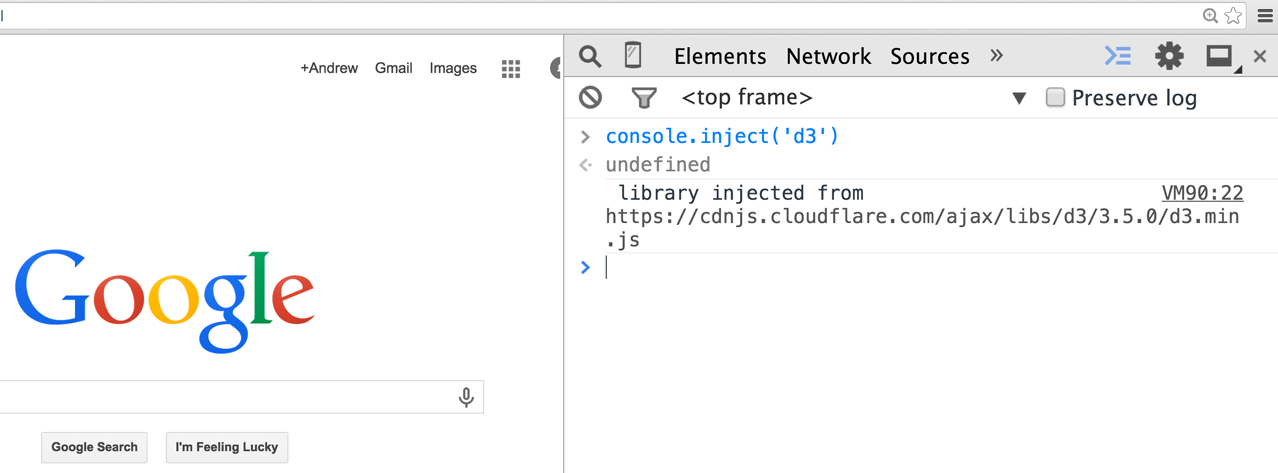 +Andrew Gmail Images
Elements Network Sources »
<top frame> ▼ Preserve log
> console.inject('d3')
undefined
library injected from VM90:22
https://cdnjs.cloudflare.com/ajax/libs/d3/3.5.0/d3.min
.js
>
Google
Google Search I'm Feeling Lucky